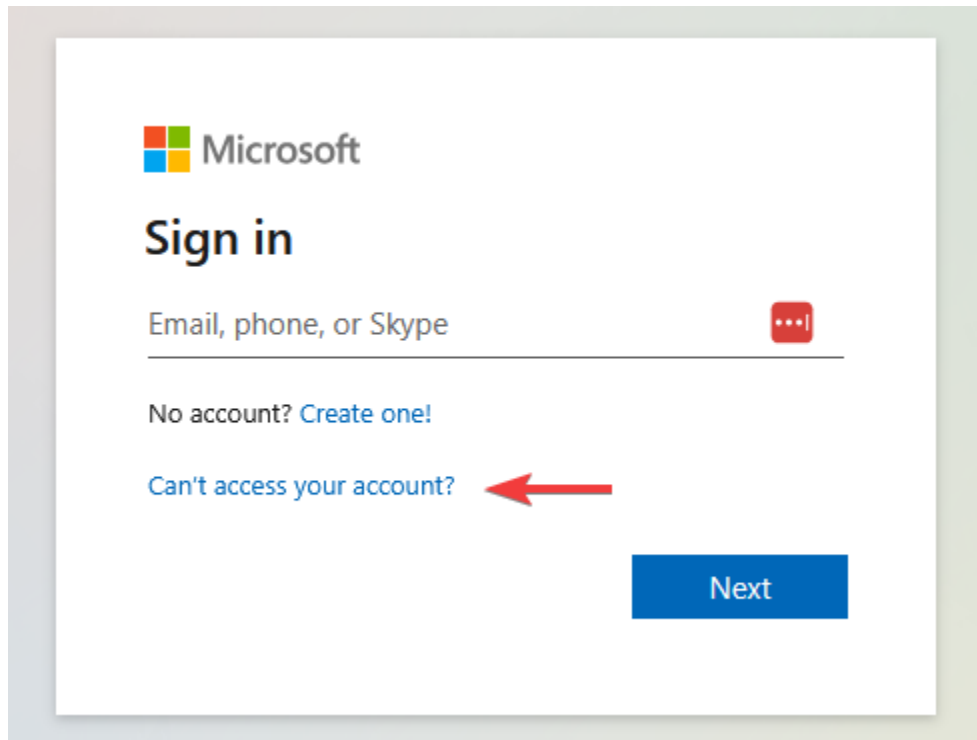 Microsoft
Sign in
Email, phone, or Skype
No account? Create one!
Can't access your account?
Next